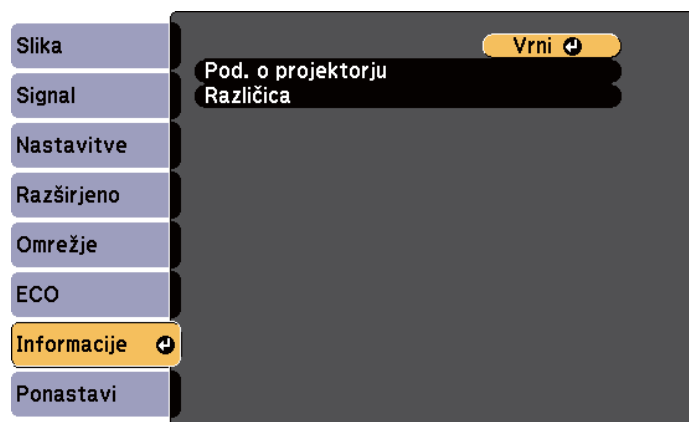 Slika
Signal
Nastavitve
Razširjeno
Omrežje
ECO
Informacije
Ponastavi
Vrni
Pod. o projektorju
Različica